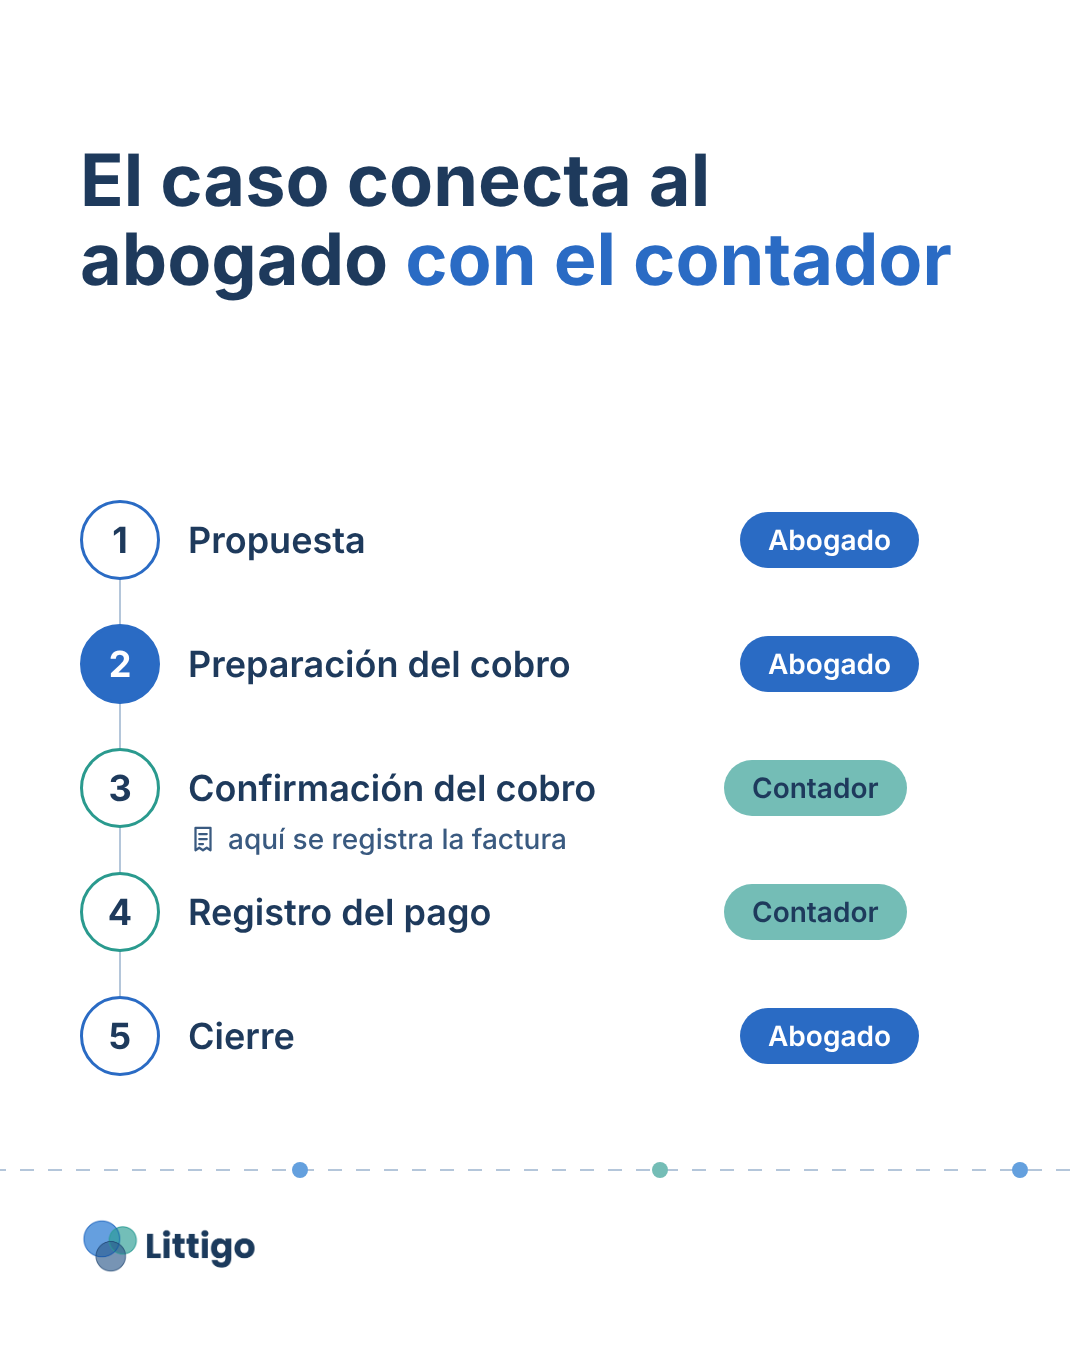 El caso conecta al
abogado con el contador
1 Propuesta Abogado
2 Preparación del cobro Abogado
3 Confirmación del cobro Contador
aquí se registra la factura
4 Registro del pago Contador
5 Cierre Abogado
Littigo